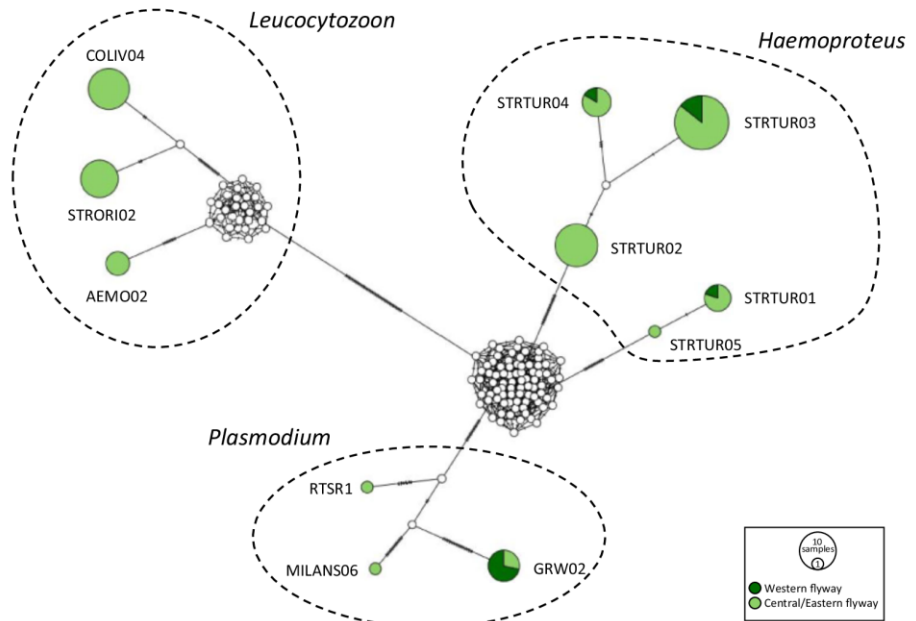 Leucocytozoon
COLIV04
STRORI02
AEMO02
Haemoproteus
STRTUR04
STRTUR03
STRTUR02
STRTUR01
STRTUR05
Plasmodium
RTSR1
MILANS06
GRW02
10
samples
1
Western flyway
Central/Eastern flyway